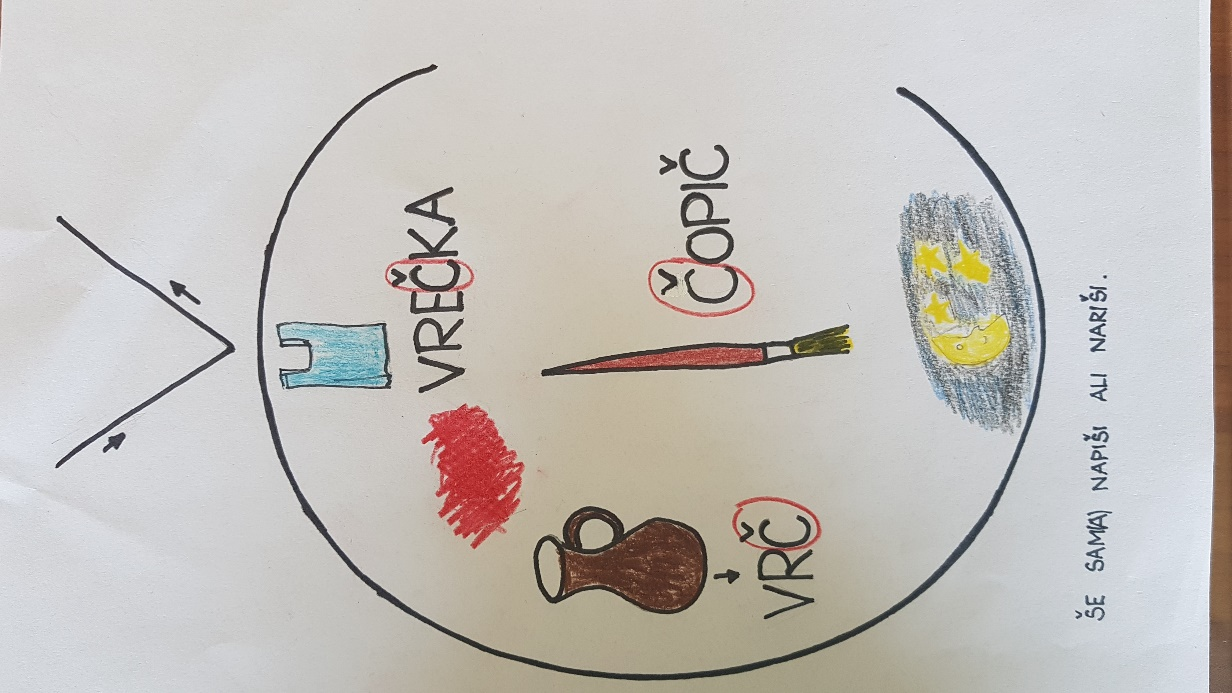 VREČKA
ČOPIČ
VRČ
ŠE SAM(A) NAPIŠI ALI NARIŠI.